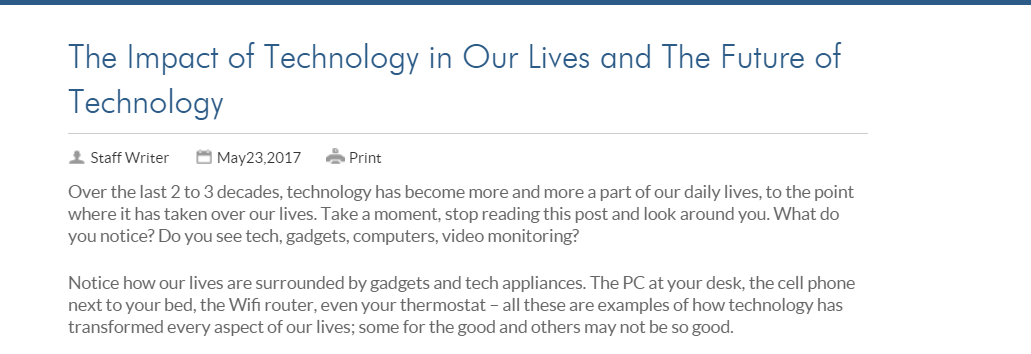 The Impact of Technology in Our Lives and The Future of
Technology
Staff Writer May23,2017 Print
Over the last 2 to 3 decades, technology has become more and more a part of our daily lives, to the point
where it has taken over our lives. Take a moment, stop reading this post and look around you. What do
you notice? Do you see tech, gadgets, computers, video monitoring?
Notice how our lives are surrounded by gadgets and tech appliances. The PC at your desk, the cell phone
next to your bed, the Wifi router, even your thermostat – all these are examples of how technology has
transformed every aspect of our lives; some for the good and others may not be so good.